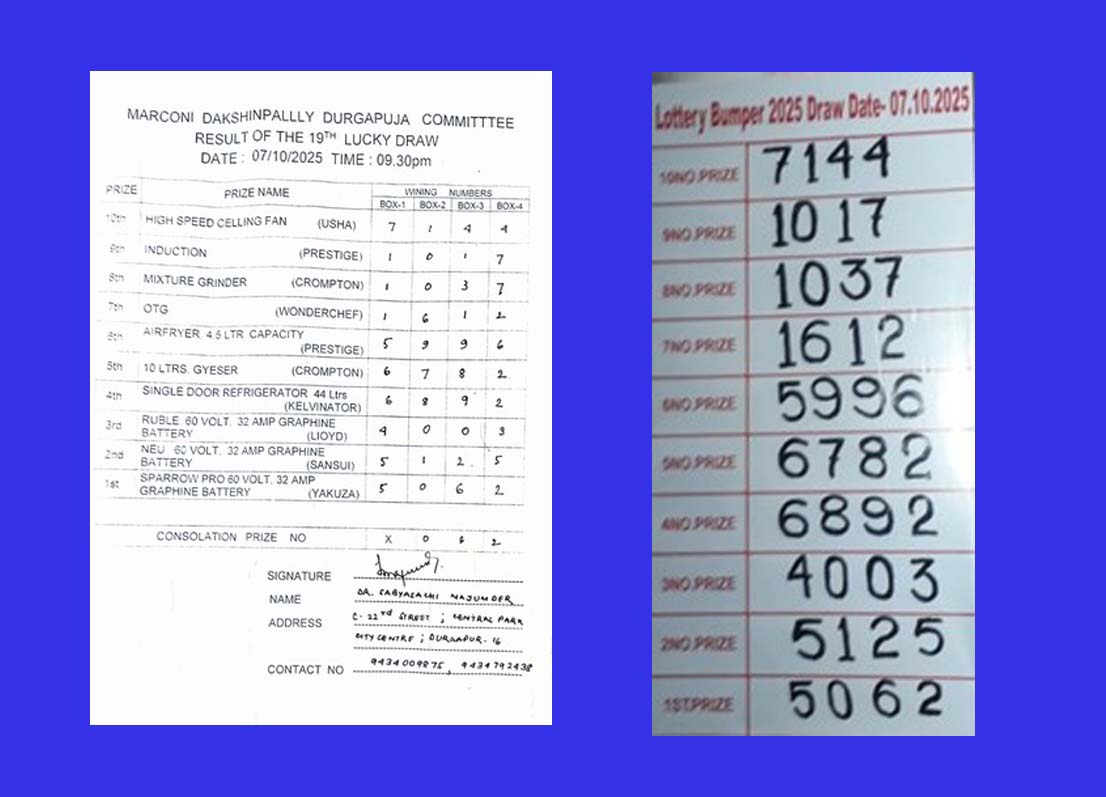 MARCONI DAKSHINPALLLY DURGAPUJA COMMITTTEE
RESULT OF THE 19TH LUCKY DRAW
DATE : 07/10/2025 TIME : 09.30pm
PRIZE PRIZE NAME WINING NUMBERS
BOX-1 BOX-2 BOX-3 BOX-4
10th HIGH SPEED CELLING FAN (USHA) 7 1 4 4
9th INDUCTION (PRESTIGE) 1 0 1 7
8th MIXTURE GRINDER (CROMPTON) 1 0 3 7
7th OTG (WONDERCHEF) 1 6 1 2
6th AIRFRYER 4.5 LTR CAPACITY
(PRESTIGE) 5 9 9 6
5th 10 LTRS. GYESER (CROMPTON) 6 7 8 2
4th SINGLE DOOR REFRIGERATOR 44 Ltrs
(KELVINATOR) 6 8 9 2
3rd RUBLE 60 VOLT. 32 AMP GRAPHINE
BATTERY (LIOYD) 4 0 0 3
2nd NEU 60 VOLT. 32 AMP GRAPHINE
BATTERY (SANSUI) 5 1 2 5
1st SPARROW PRO 60 VOLT. 32 AMP
GRAPHINE BATTERY (YAKUZA) 5 0 6 2
CONSOLATION PRIZE NO X 0 6 2
SIGNATURE
NAME DR. SABYASACHI MAJUMDER
ADDRESS C- 22nd STREET ; CENTRAL PARK
CITY CENTRE ; DURGAPUR- 16
CONTACT NO 9434009875, 9434792438
Lottery Bumper 2025 Draw Date- 07.10.2025
10NO.PRIZE 7144
9NO.PRIZE 1017
8NO.PRIZE 1037
7NO.PRIZE 1612
6NO.PRIZE 5996
5NO.PRIZE 6782
4NO.PRIZE 6892
3NO.PRIZE 4003
2NO.PRIZE 5125
1ST.PRIZE 5062